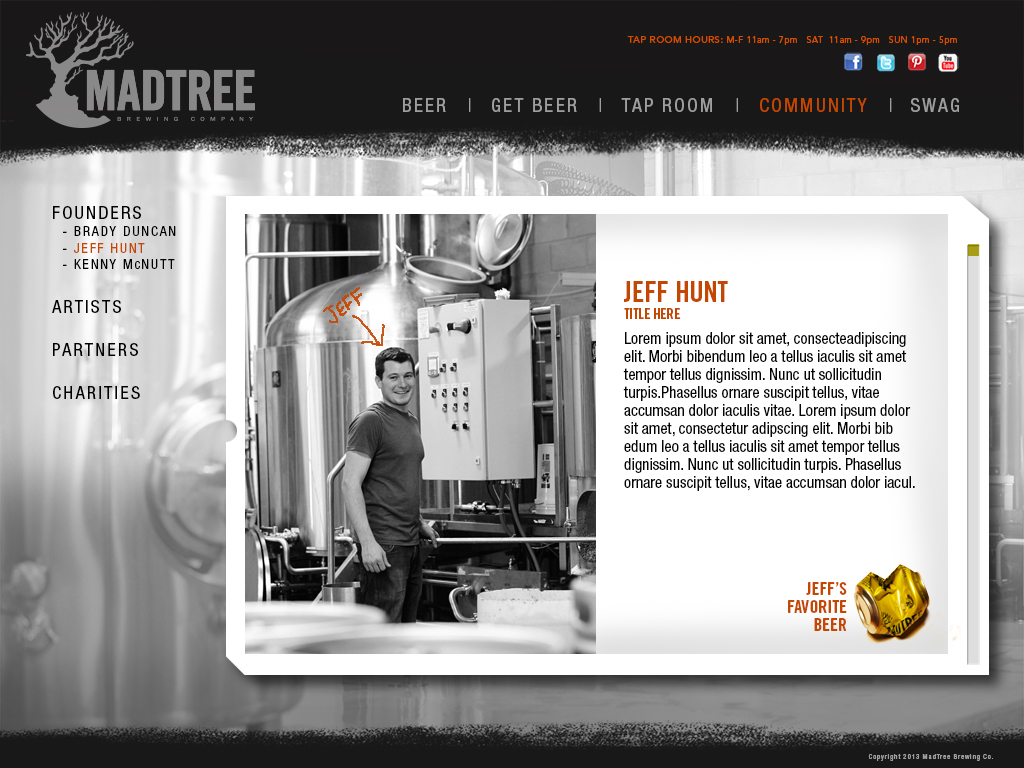 TAP ROOM HOURS: M-F 11am - 7pm SAT 11am - 9pm SUN 1pm - 5pm
f t P You Tube
MADTREE
BREWING COMPANY
BEER | GET BEER | TAP ROOM | COMMUNITY | SWAG
FOUNDERS
- BRADY DUNCAN
- JEFF HUNT
- KENNY McNUTT
ARTISTS
PARTNERS
CHARITIES
JEFF
JEFF HUNT
TITLE HERE
Lorem ipsum dolor sit amet, consecteadipiscing
elit. Morbi bibendum leo a tellus iaculis sit amet
tempor tellus dignissim. Nunc ut sollicitudin
turpis.Phasellus ornare suscipit tellus, vitae
accumsan dolor iaculis vitae. Lorem ipsum dolor
sit amet, consectetur adipscing elit. Morbi bib
edum leo a tellus iaculis sit amet tempor tellus
dignissim. Nunc ut sollicitudin turpis. Phasellus
ornare suscipit tellus, vitae accumsan dolor iacul.
JEFF'S
FAVORITE
BEER
Copyright 2013 MadTree Brewing Co.